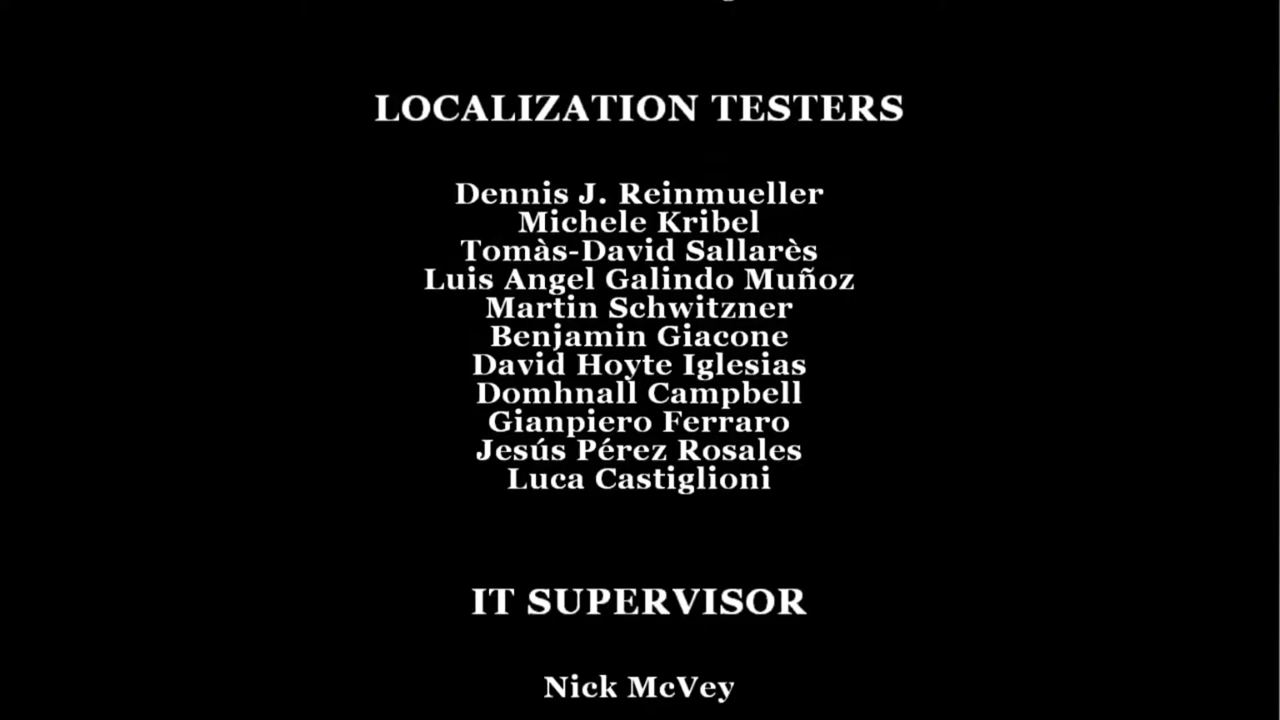 LOCALIZATION TESTERS
Dennis J. Reinmueller
Michele Kribel
Tomàs-David Sallarès
Luis Angel Galindo Muñoz
Martin Schwitzner
Benjamin Giacone
David Hoyte Iglesias
Domhnall Campbell
Gianpiero Ferraro
Jesús Pérez Rosales
Luca Castiglioni
IT SUPERVISOR
Nick McVey